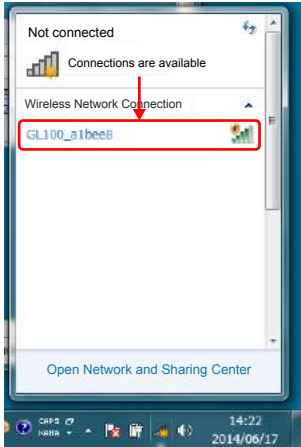 Not connected
Connections are available
Wireless Network Connection
GL100_a1bee8
Open Network and Sharing Center
CAPS
KANA
14:22
2014/06/17